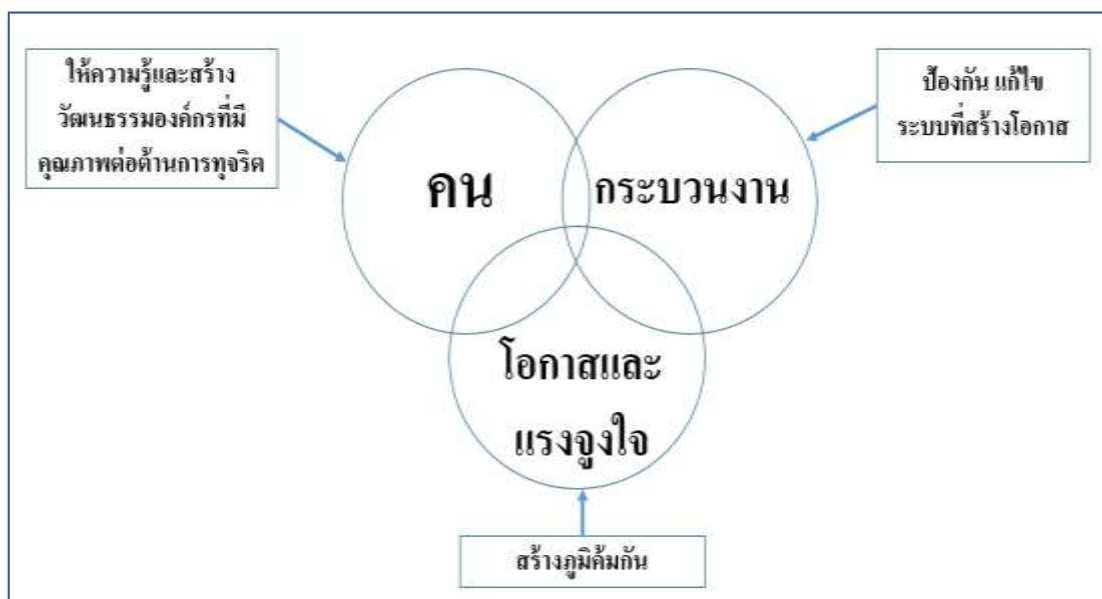 ให้ความรู้และสร้าง
วัฒนธรรมองค์กรที่มี
คุณภาพต่อต้านการทุจริต
ป้องกัน แก้ไข
ระบบที่สร้างโอกาส
คน
กระบวนงาน
โอกาสและ
แรงจูงใจ
สร้างภูมิคุ้มกัน